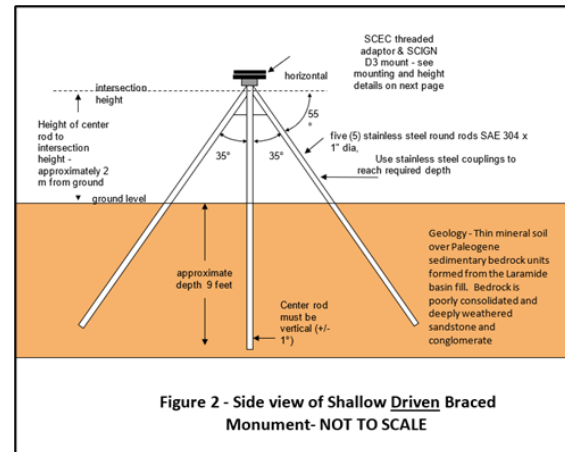 SCEC threaded
adaptor & SCIGN
D3 mount - see
mounting and height
details on next page
horizontal
intersection
height
Height of center
rod to
intersection
height -
approximately 2
m from ground
55
°
35°
35°
five (5) stainless steel round rods SAE 304 x
1" dia,
Use stainless steel couplings to
reach required depth
ground level
approximate
depth 9 feet
Center rod
must be
vertical (+/-
1°)
Geology - Thin mineral soil
over Paleogene
sedimentary bedrock units
formed from the Laramide
basin fill.  Bedrock is
poorly consolidated and
deeply weathered
sandstone and
conglomerate
Figure 2 - Side view of Shallow Driven Braced
Monument- NOT TO SCALE